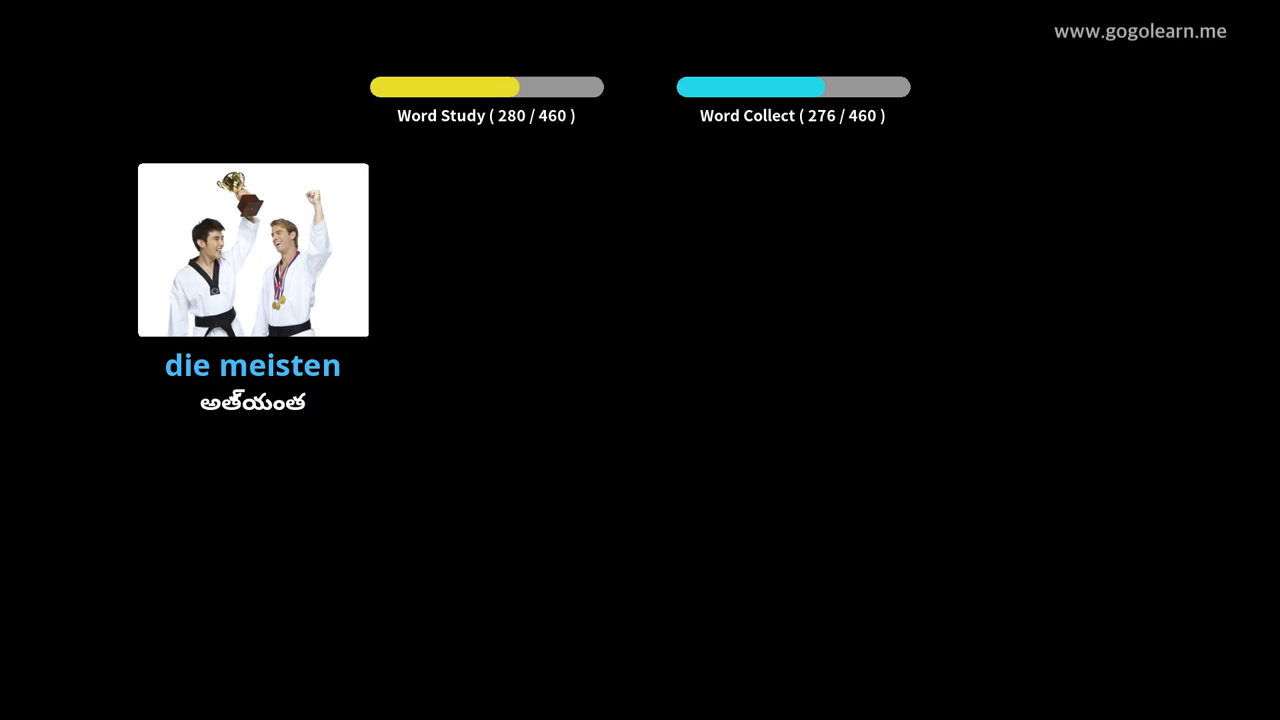 www.gogolearn.me
Word Study ( 280 / 460 )
Word Collect ( 276 / 460 )
die meisten
అత్యంత